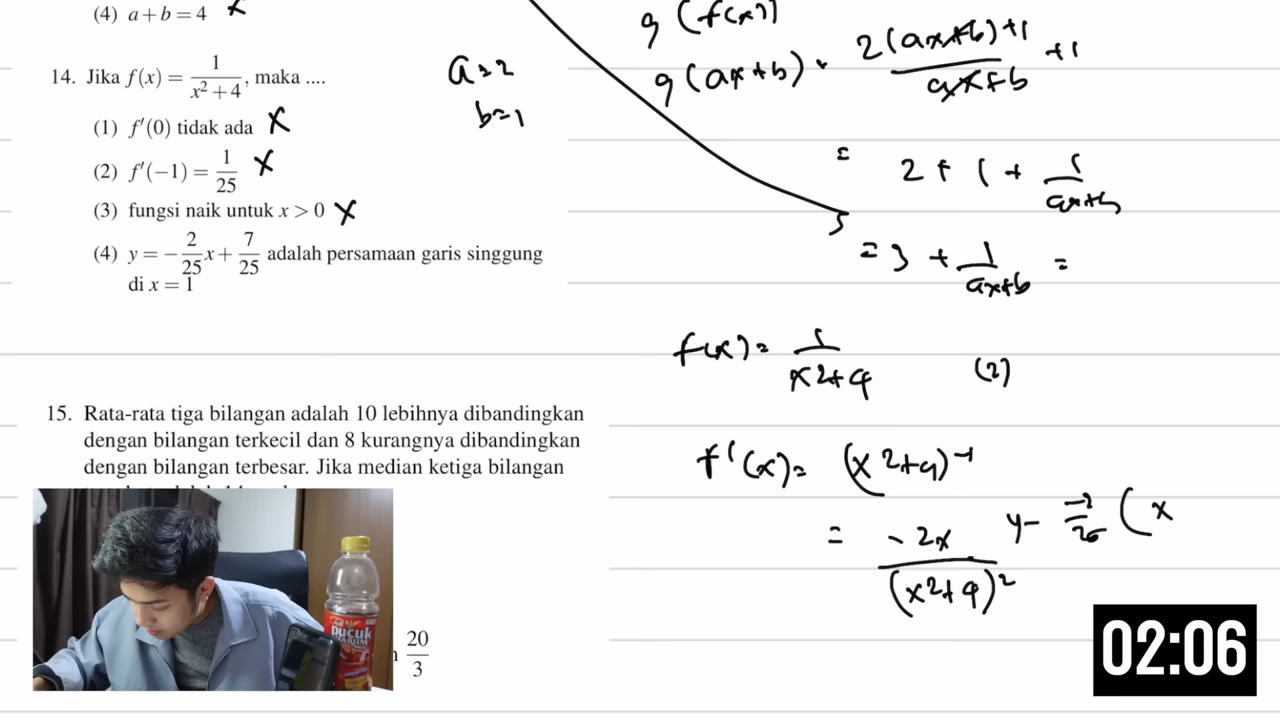 (4) a + b = 4 x
14. Jika f(x) = 1/(x² + 4), maka ....
(1) f′(0) tidak ada X
(2) f′(−1) = 1/25 X
(3) fungsi naik untuk x > 0 X
(4) y = −2/25 x + 7/25 adalah persamaan garis singgung
di x = 1
15. Rata-rata tiga bilangan adalah 10 lebihnya dibandingkan
dengan bilangan terkecil dan 8 kurangnya dibandingkan
dengan bilangan terbesar. Jika median ketiga bilangan
20/3
a = 2
b = 1
g (f(x))
g (ax+b) = (2(ax+b)+1)/(ax+b) + 1
= 2 + 1 + 1/(ax+b)
= 3 + 1/(ax+b) =
f(x) = 1/(x2+4) (2)
f'(x) = (x2+4)-1
= -2x/(x2+4)2
y - -2/25 (x
PUCUK
HARUM
02:06